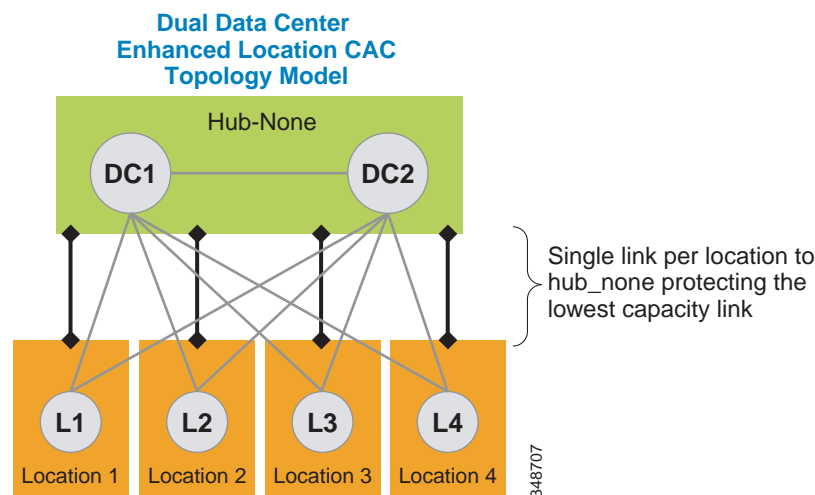 Dual Data Center
Enhanced Location CAC
Topology Model
Hub-None
DC1
DC2
Single link per location to
hub_none protecting the
lowest capacity link
L1
L2
L3
L4
Location 1
Location 2
Location 3
Location 4
348707